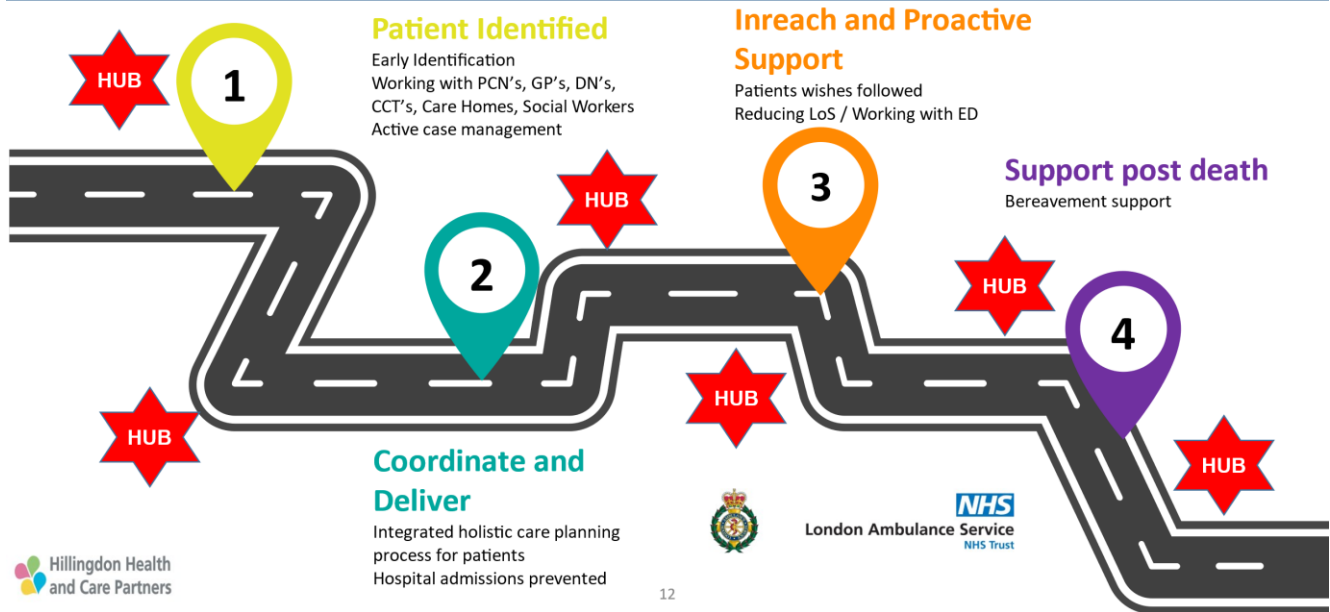 HUB
1
Patient Identified
Early Identification
Working with PCN's, GP's, DN's,
CCT's, Care Homes, Social Workers
Active case management
Inreach and Proactive
Support
Patients wishes followed
Reducing LoS / Working with ED
3
HUB
Support post death
Bereavement support
2
HUB
4
HUB
HUB
HUB
Coordinate and
Deliver
Integrated holistic care planning
process for patients
Hospital admissions prevented
NHS
London Ambulance Service
NHS Trust
Hillingdon Health
and Care Partners
12